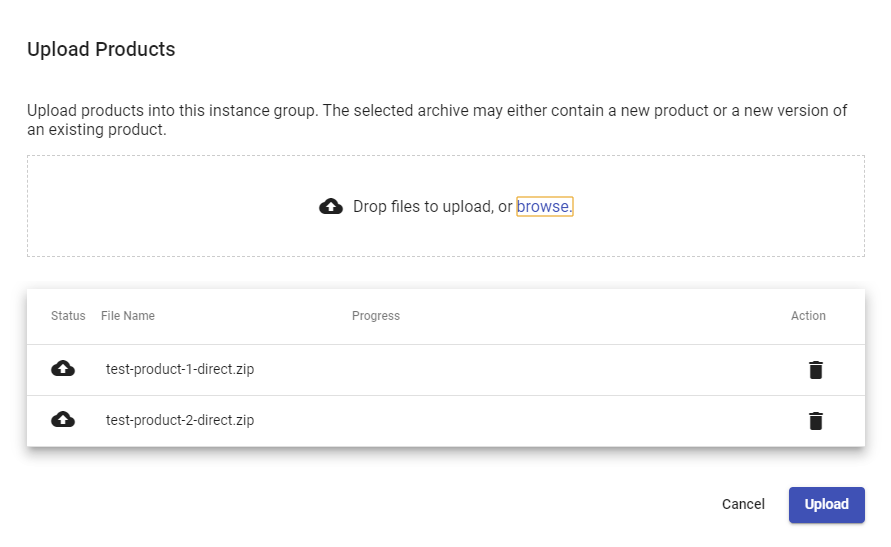 Upload Products
Upload products into this instance group. The selected archive may either contain a new product or a new version of
an existing product.
Drop files to upload, or browse.
Status File Name Progress Action
test-product-1-direct.zip
test-product-2-direct.zip
Cancel Upload